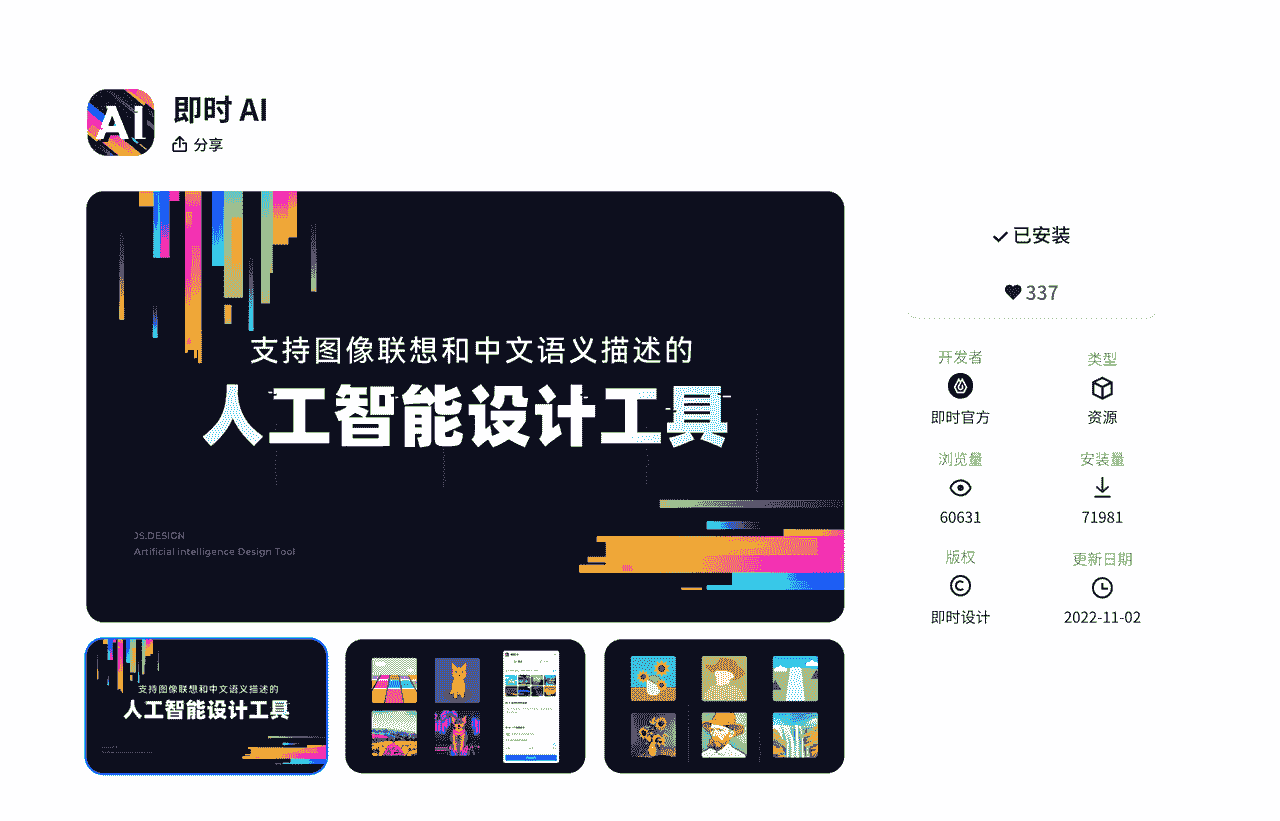 AI
即时 AI
分享
支持图像联想和中文语义描述的
人工智能设计工具
JS.DESIGN
Artificial intelligence Design Tool
支持图像联想和中文语义描述的
人工智能设计工具
已安装
337
开发者
类型
即时官方
资源
浏览量
安装量
60631
71981
版权
更新日期
即时设计
2022-11-02